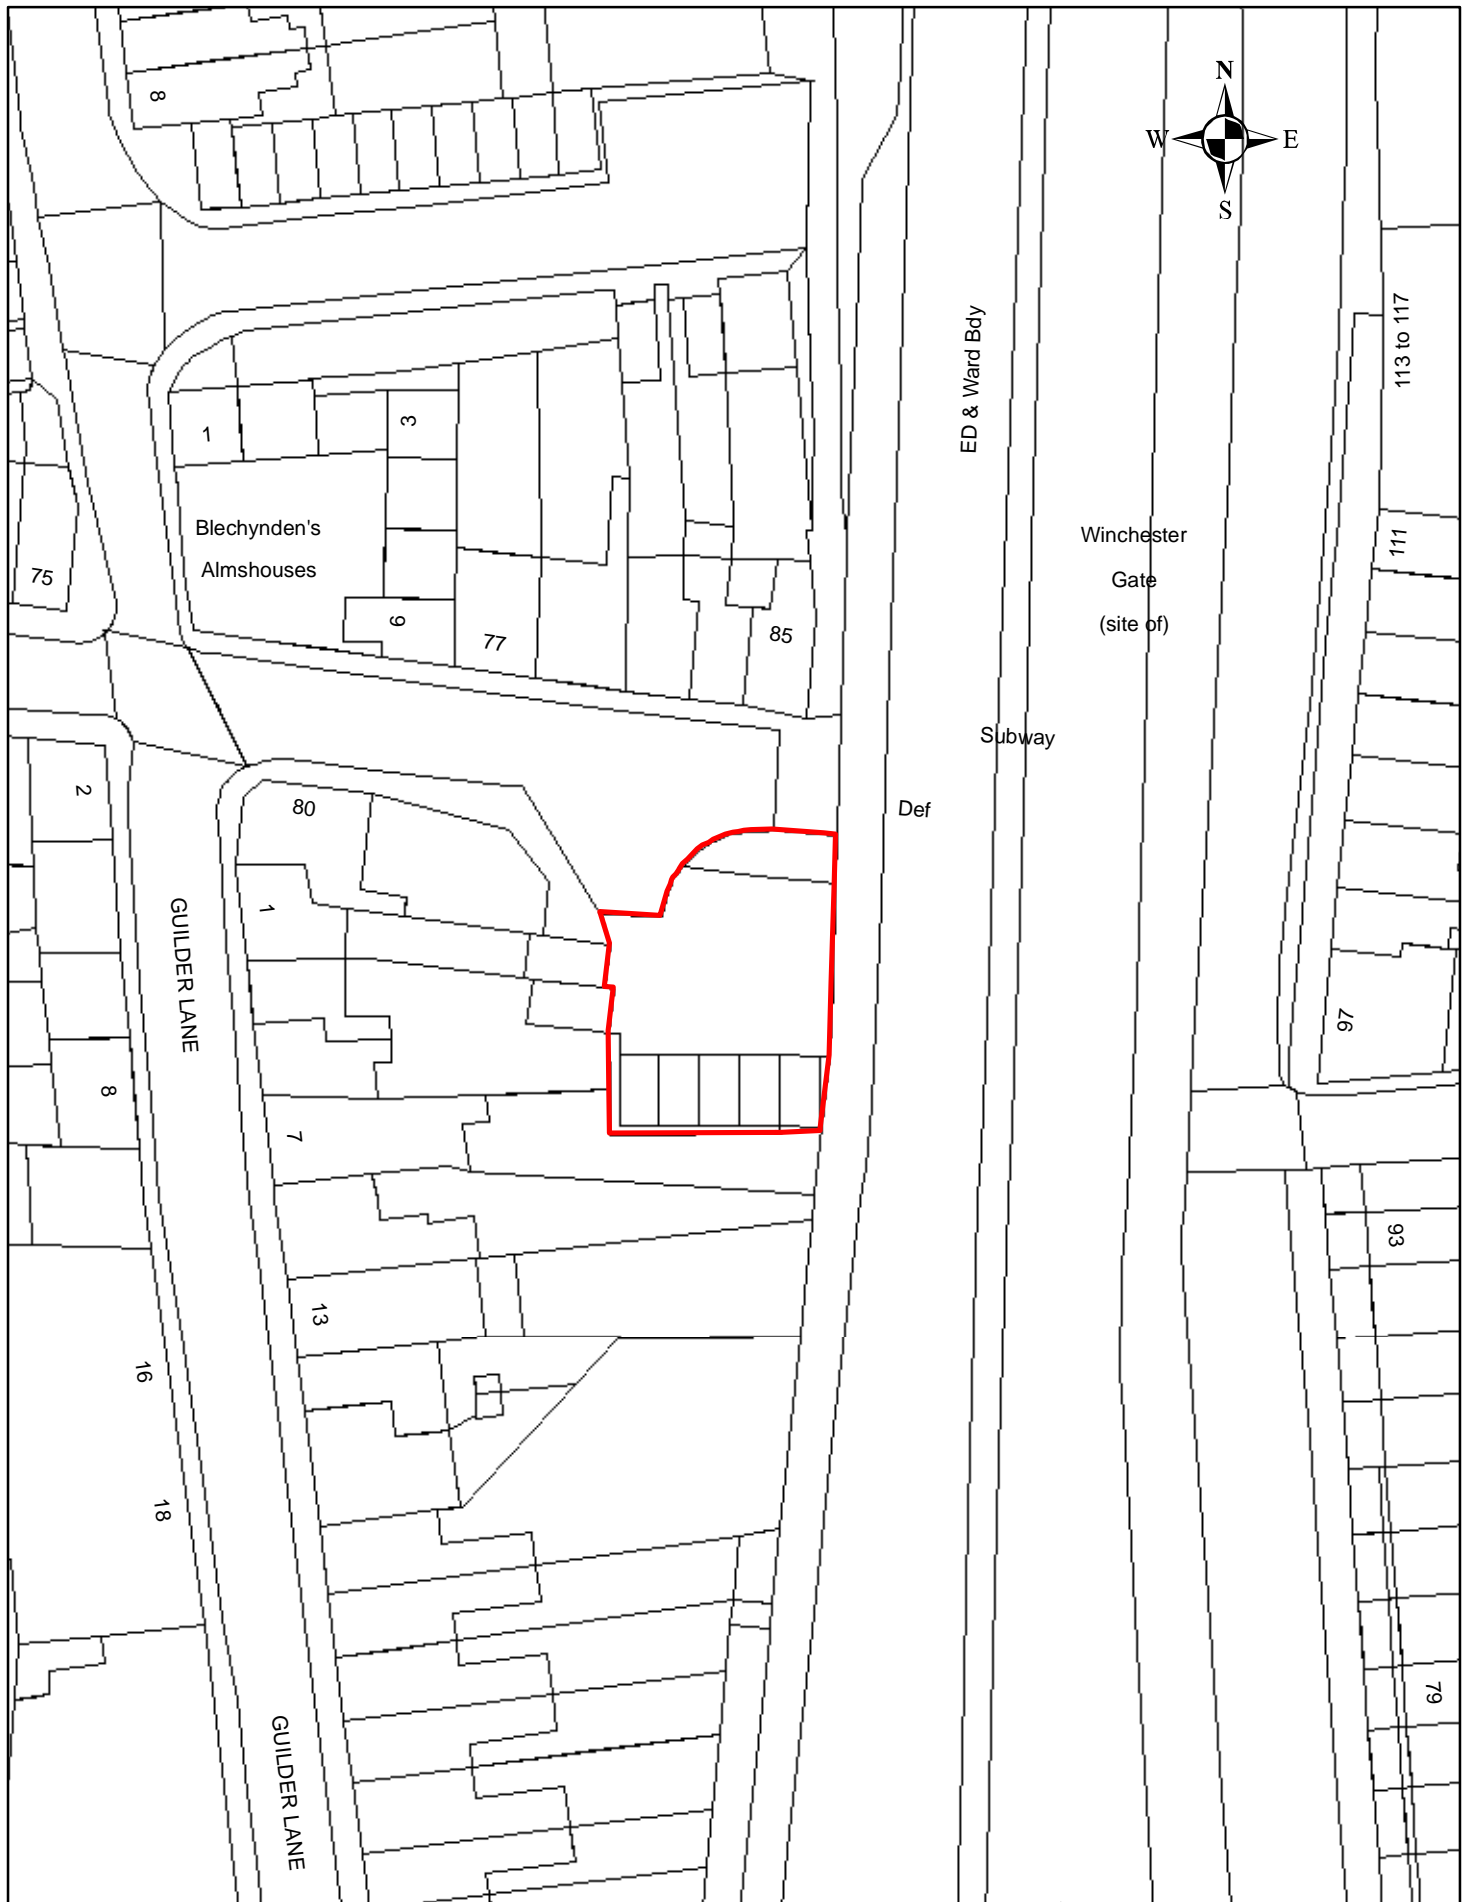 N
W E
S
8
113 to 117
ED & Ward Bdy
1
3
Blechynden's
Almshouses
75
9
77
85
Winchester
Gate
(site of)
111
Subway
Def
2
80
1
GUILDER LANE
97
8
7
93
13
16
18
79
GUILDER LANE